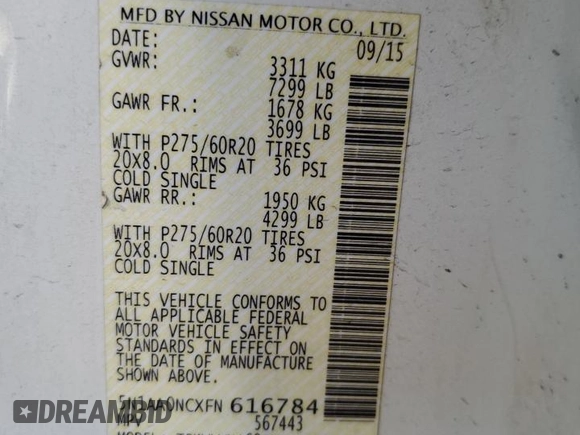 MFD BY NISSAN MOTOR CO., LTD.
DATE: 09/15
GVWR: 3311 KG
7299 LB
GAWR FR.: 1678 KG
3699 LB
WITH P275/60R20 TIRES
20X8.0 RIMS AT 36 PSI
COLD SINGLE
GAWR RR.: 1950 KG
4299 LB
WITH P275/60R20 TIRES
20X8.0 RIMS AT 36 PSI
COLD SINGLE
THIS VEHICLE CONFORMS TO
ALL APPLICABLE FEDERAL
MOTOR VEHICLE SAFETY
STANDARDS IN EFFECT ON
THE DATE OF MANUFACTURE
SHOWN ABOVE.
5N1AA0NCXFN 616784
MPV 567443
DREAMBID